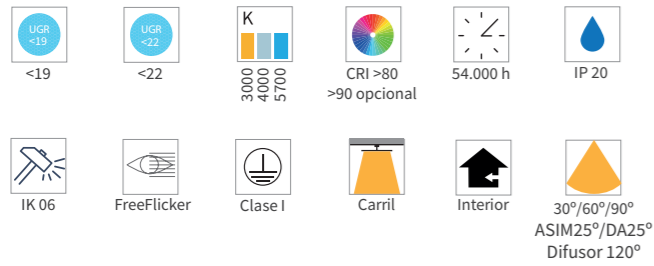 UGR
<19
UGR
<22
K
<19
<22
3000
4000
5700
CRI >80
>90 opcional
54.000 h
IP 20
IK 06
FreeFlicker
Clase I
Carril
Interior
30º/60º/90º
ASIM25º/DA25º
Difusor 120º